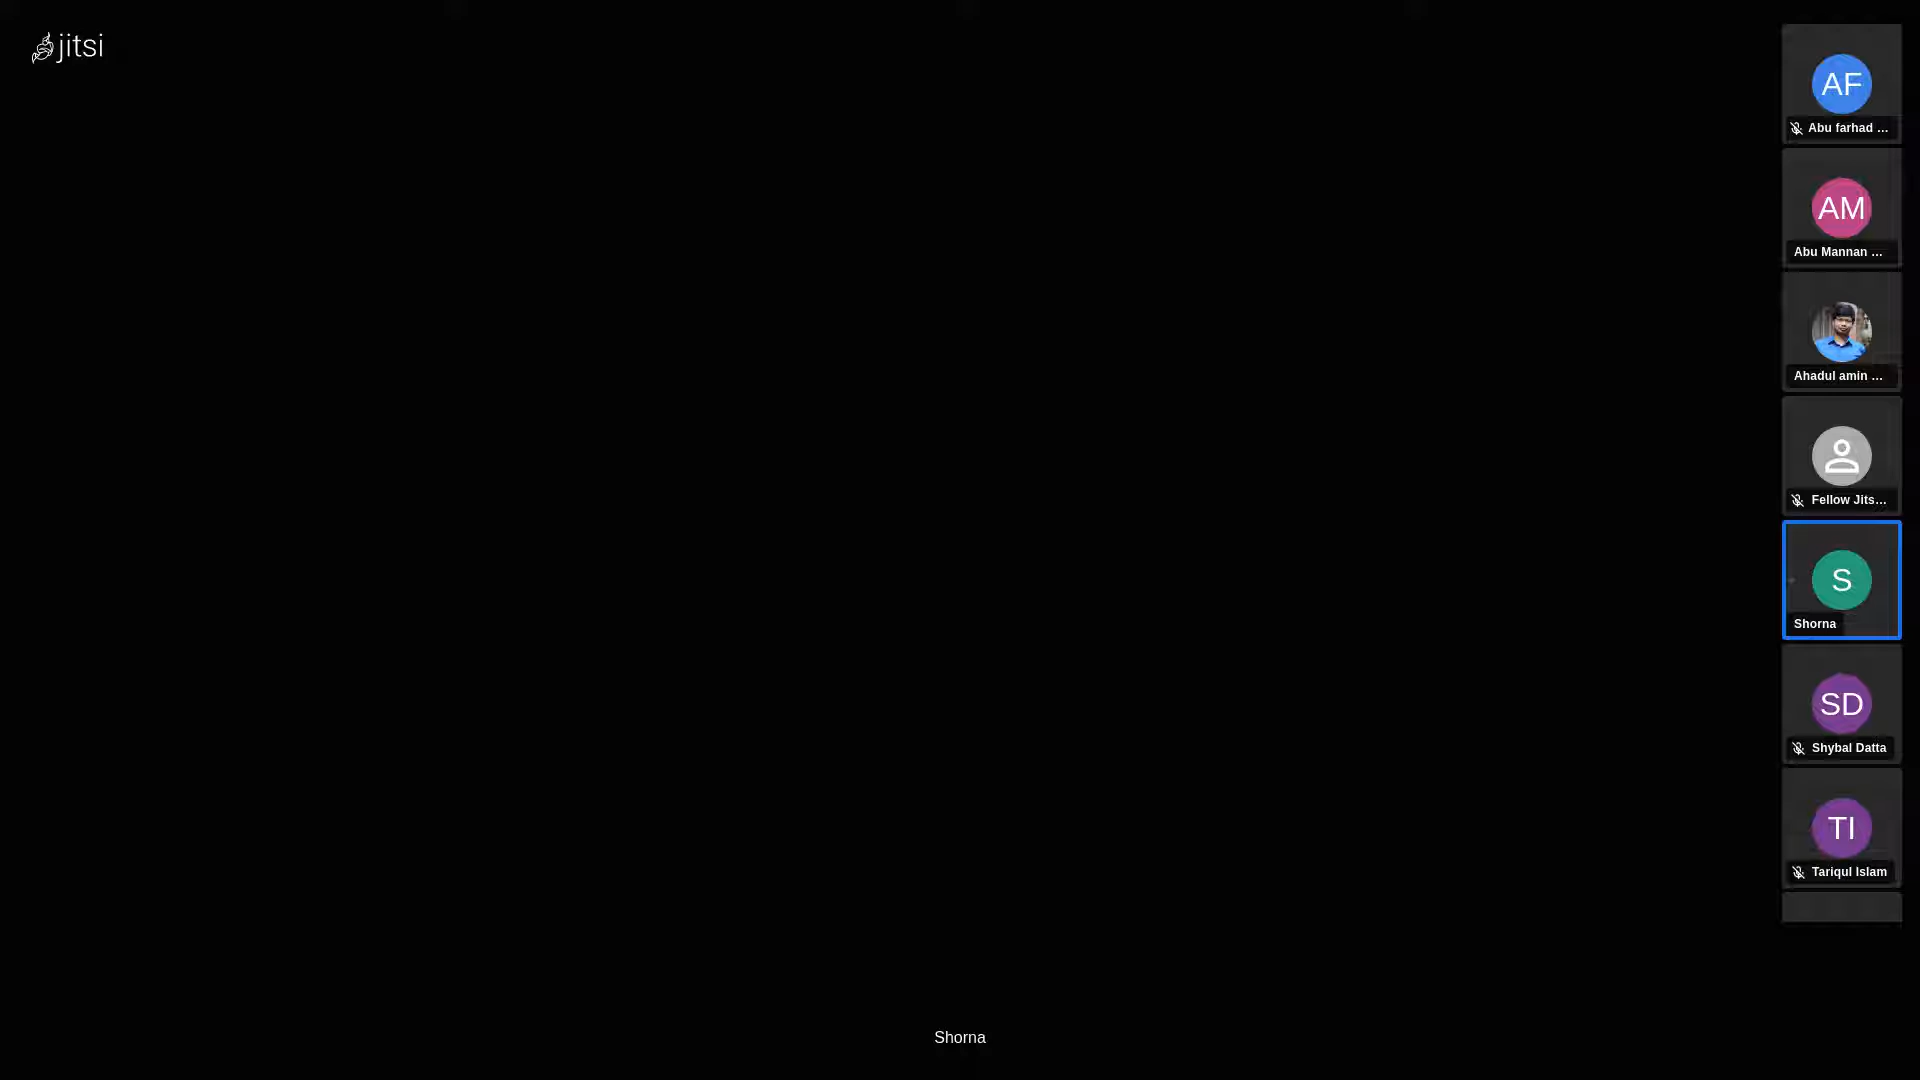 jitsi
AF
Abu farhad ...
AM
Abu Mannan ...
Ahadul amin ...
Fellow Jits...
S
Shorna
SD
Shybal Datta
TI
Tariqul Islam
Shorna